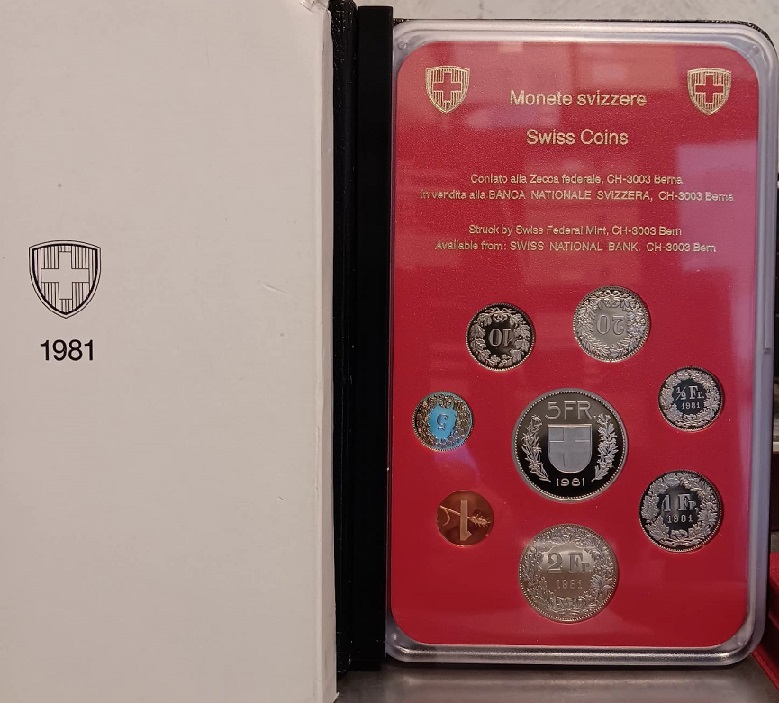 1981
Monete svizzere
Swiss Coins
Coniato alla Zecca federale, CH-3003 Berna
In vendita alla BANCA NATIONALE SVIZZERA, CH-3003 Berna
Struck by Swiss Federal Mint, CH-3003 Bern
Available from: SWISS NATIONAL BANK, CH-3003 Bern
10
20
5
5 FR.
1981
½ Fr.
1981
1
1 Fr.
1981
2 Fr.
1981